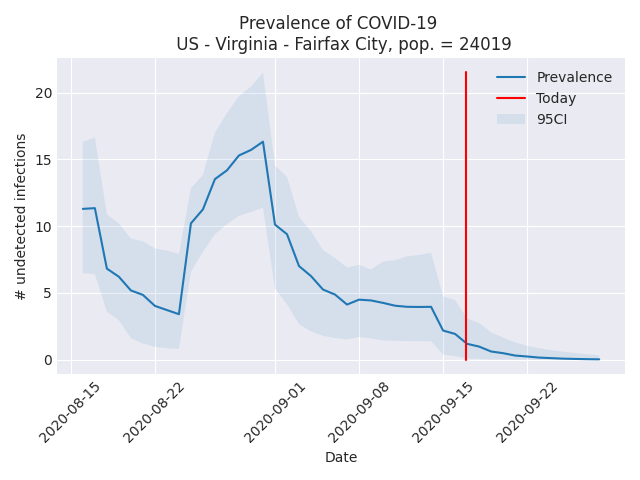 Prevalence of COVID-19
US - Virginia - Fairfax City, pop. = 24019
Prevalence
Today
95CI
# undetected infections
20
15
10
5
0
2020-08-15
2020-08-22
2020-09-01
2020-09-08
2020-09-15
2020-09-22
Date